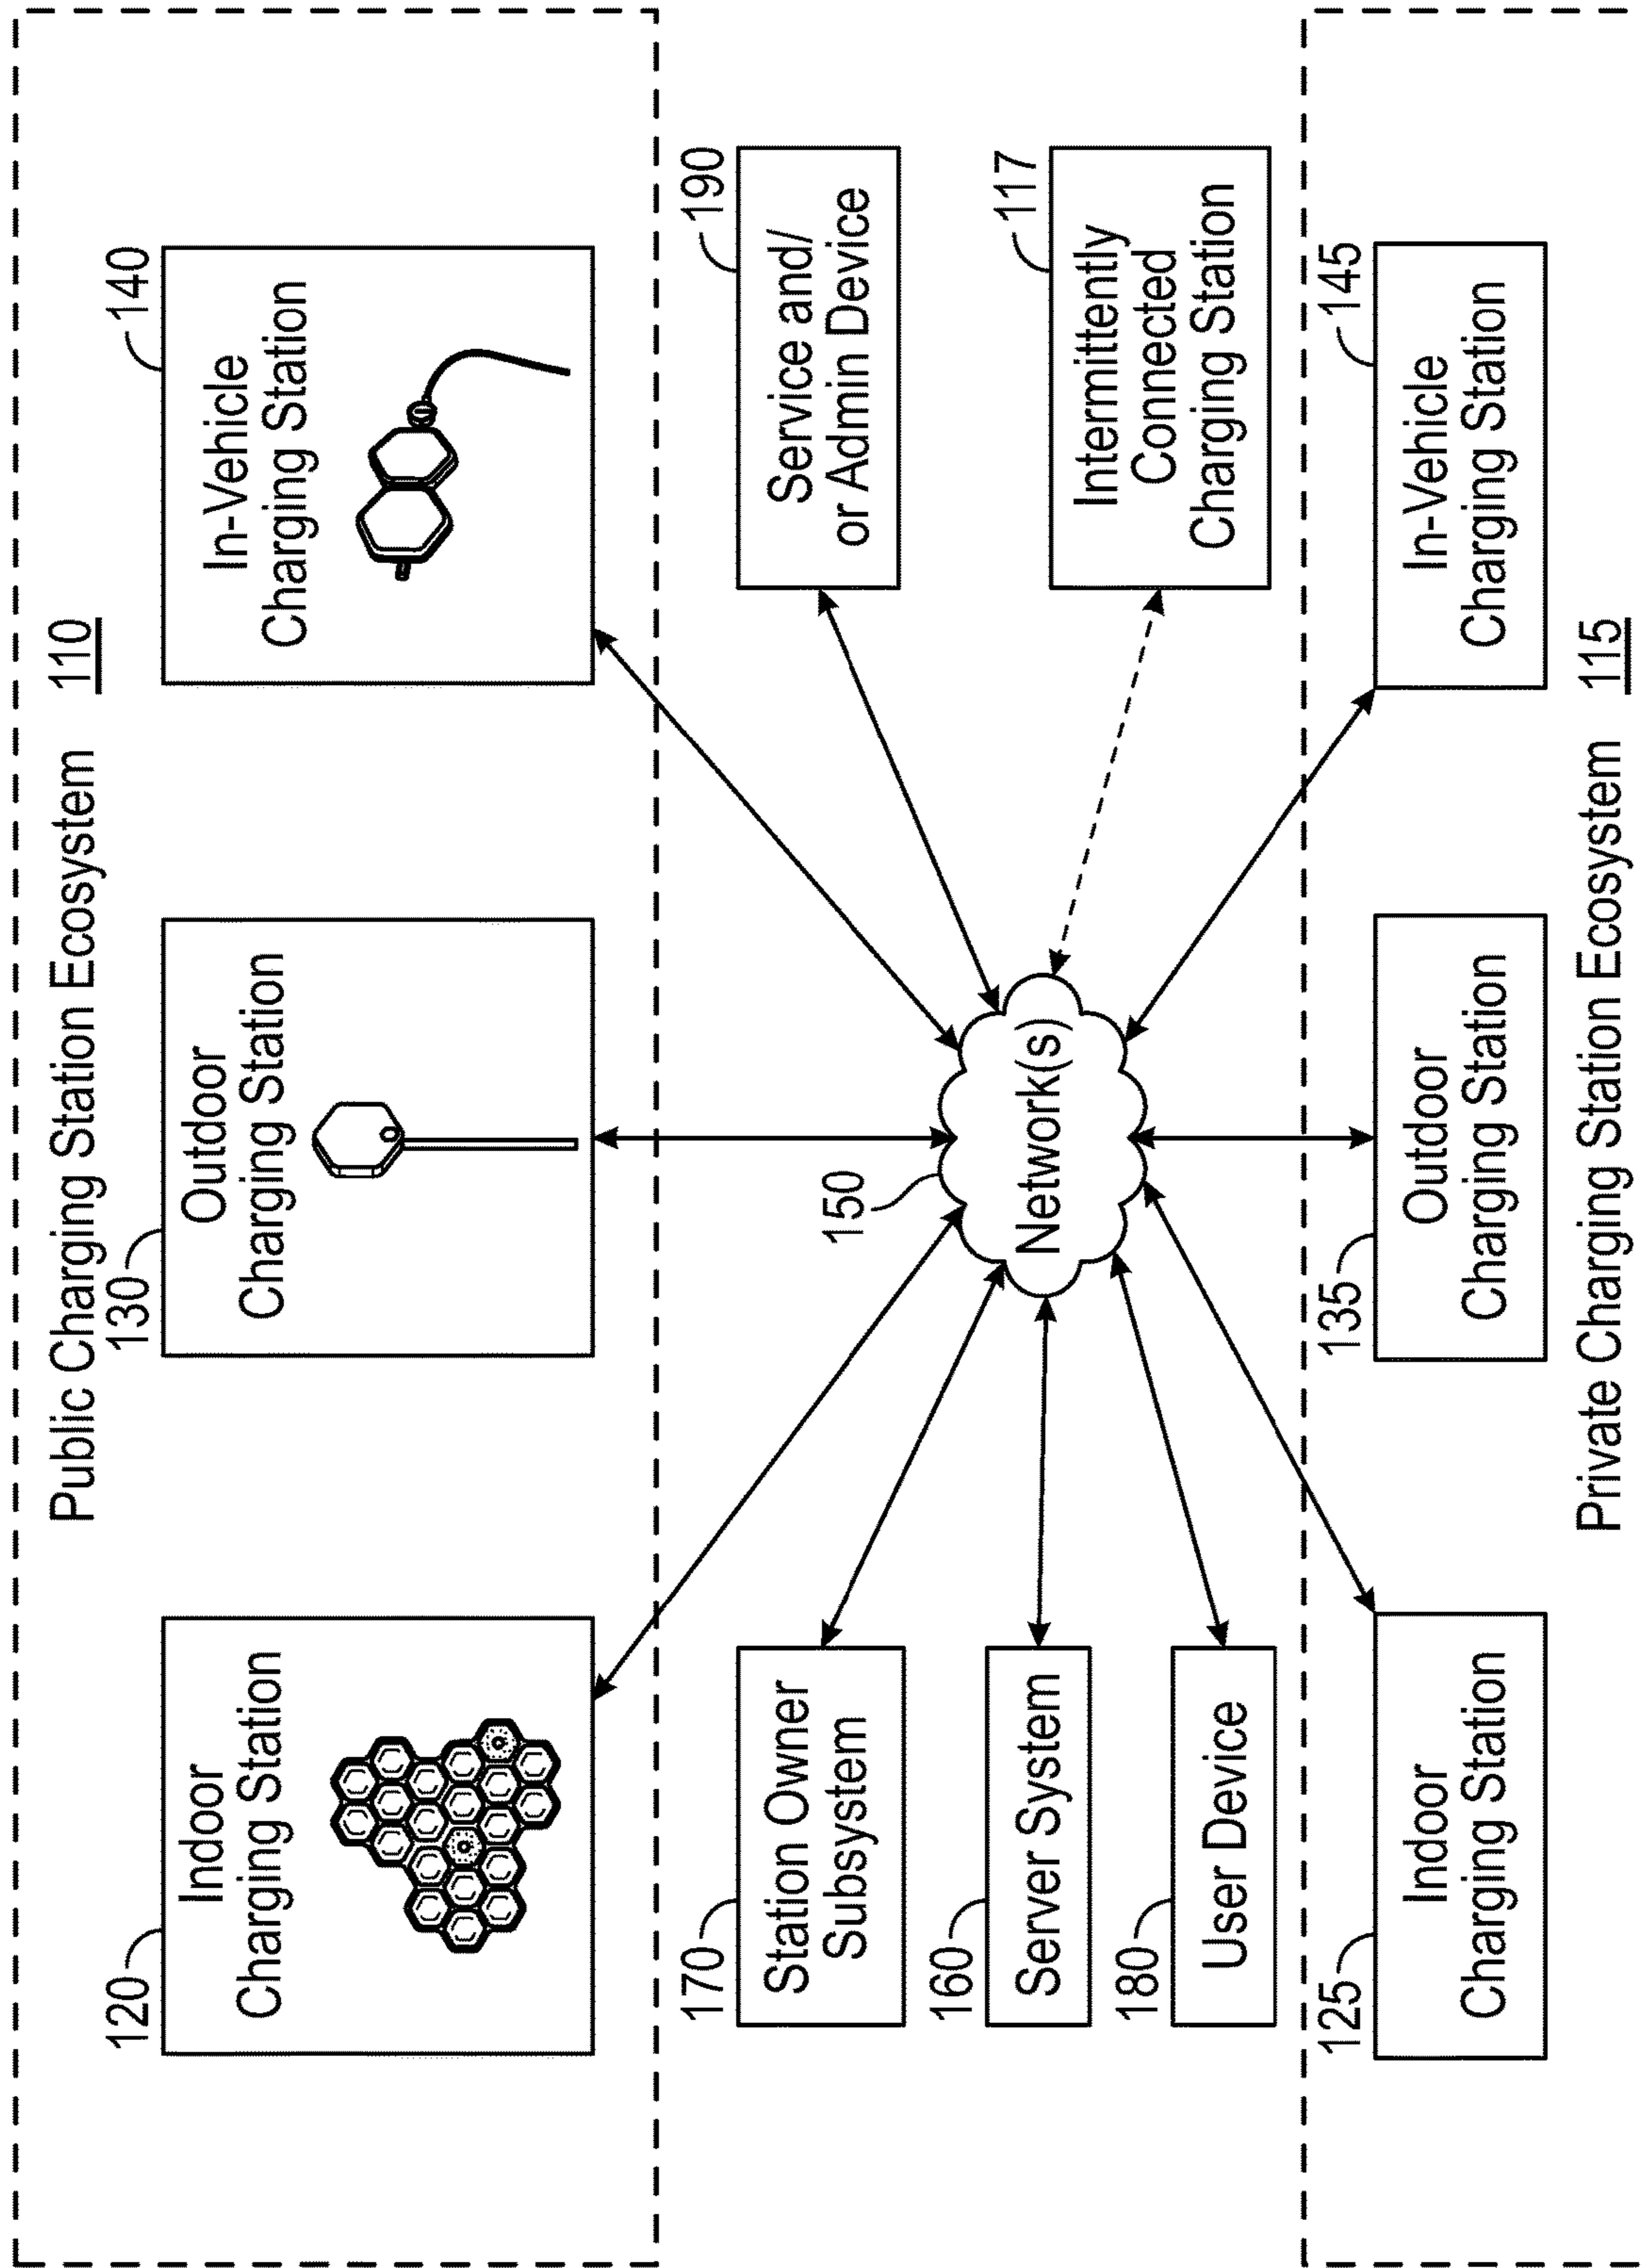 Public Charging Station Ecosystem 110
120
Indoor
Charging Station
130
Outdoor
Charging Station
140
In-Vehicle
Charging Station
170
Station Owner
Subsystem
160
Server System
180
User Device
150
Network(s)
190
Service and/
or Admin Device
117
Intermittently
Connected
Charging Station
125
Indoor
Charging Station
135
Outdoor
Charging Station
145
In-Vehicle
Charging Station
Private Charging Station Ecosystem 115